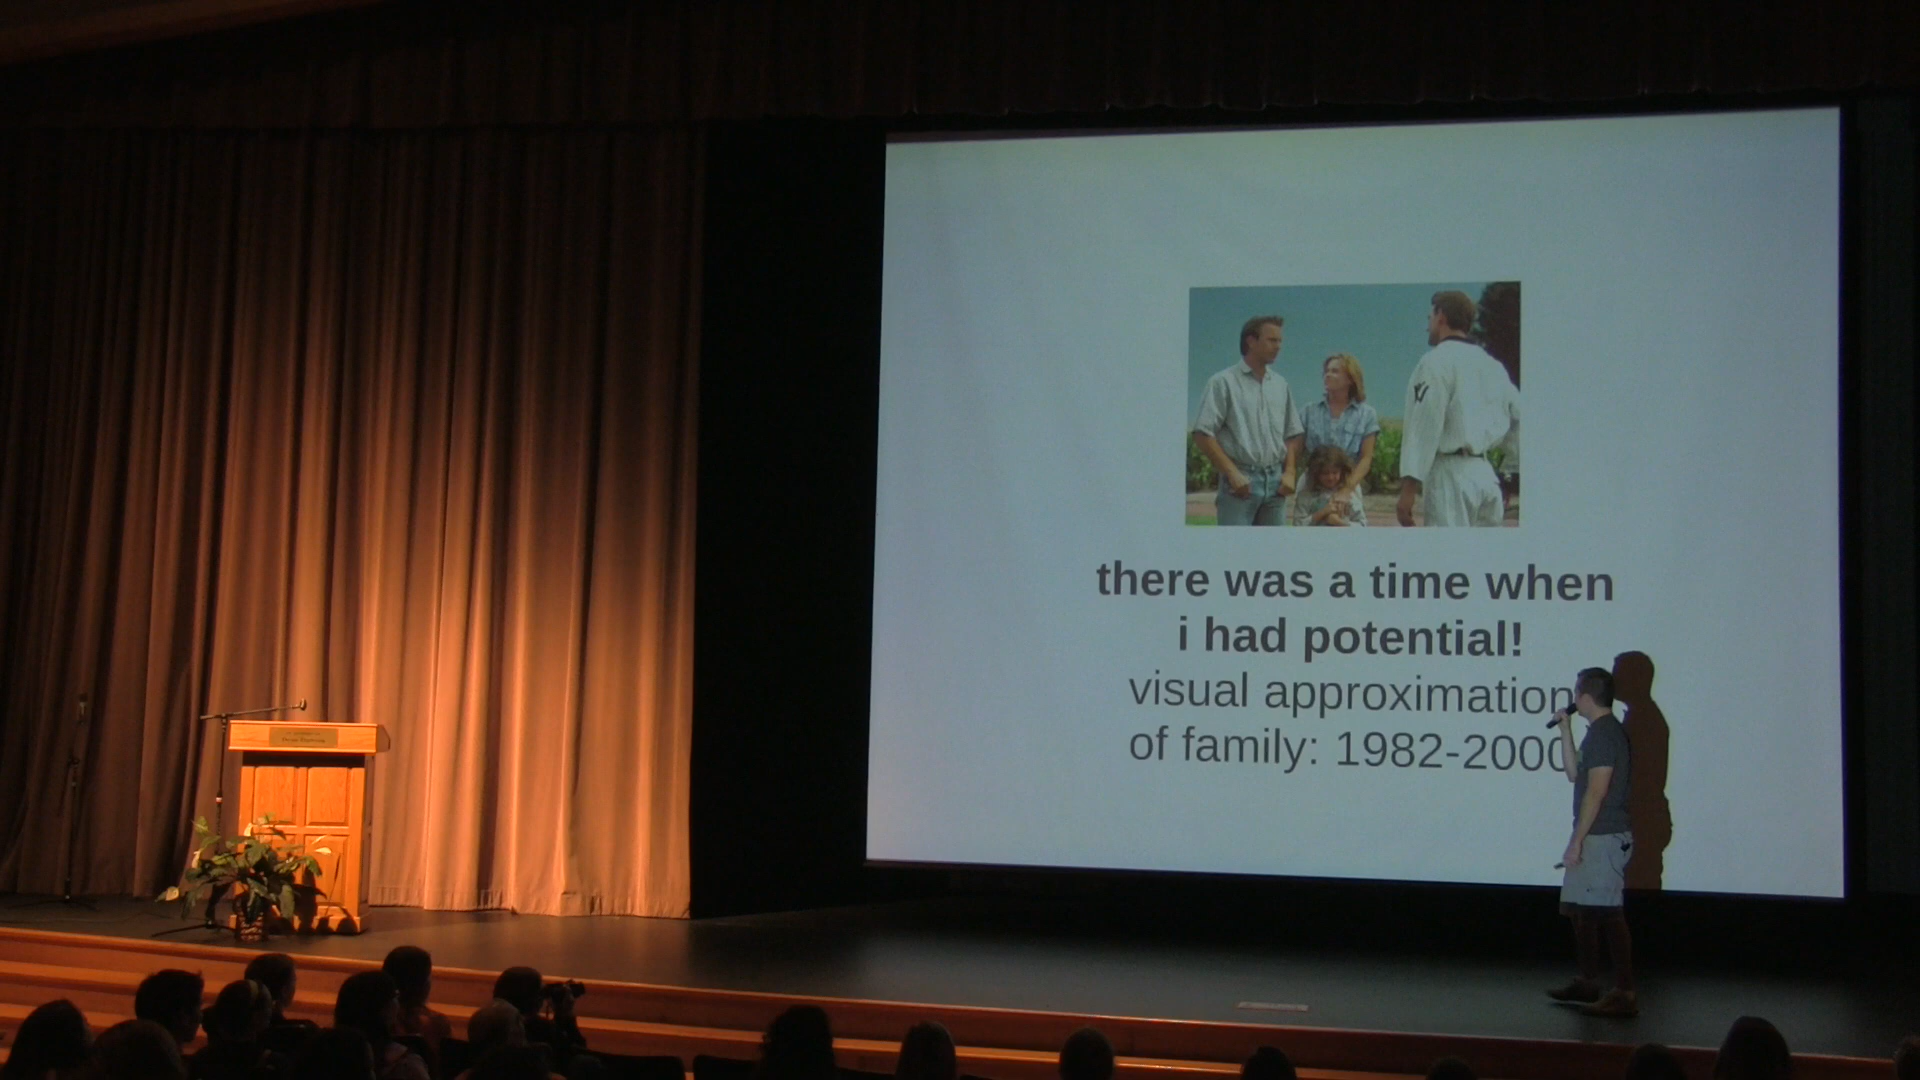 there was a time when
i had potential!
visual approximation
of family: 1982-2000